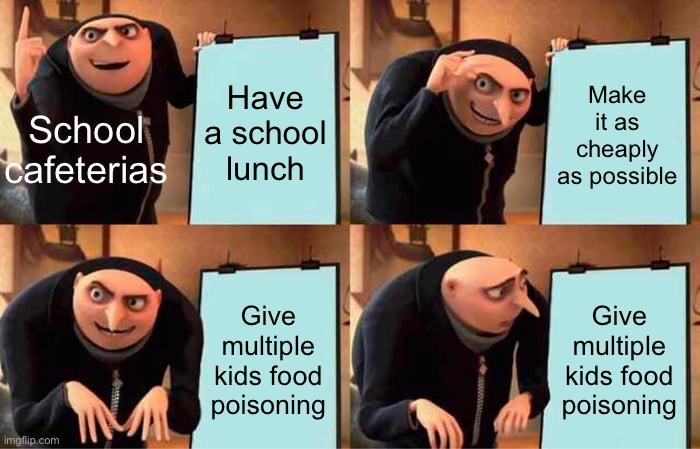 School
cafeterias
Have
a school
lunch
Make
it as
cheaply
as possible
Give
multiple
kids food
poisoning
Give
multiple
kids food
poisoning
imgflip.com